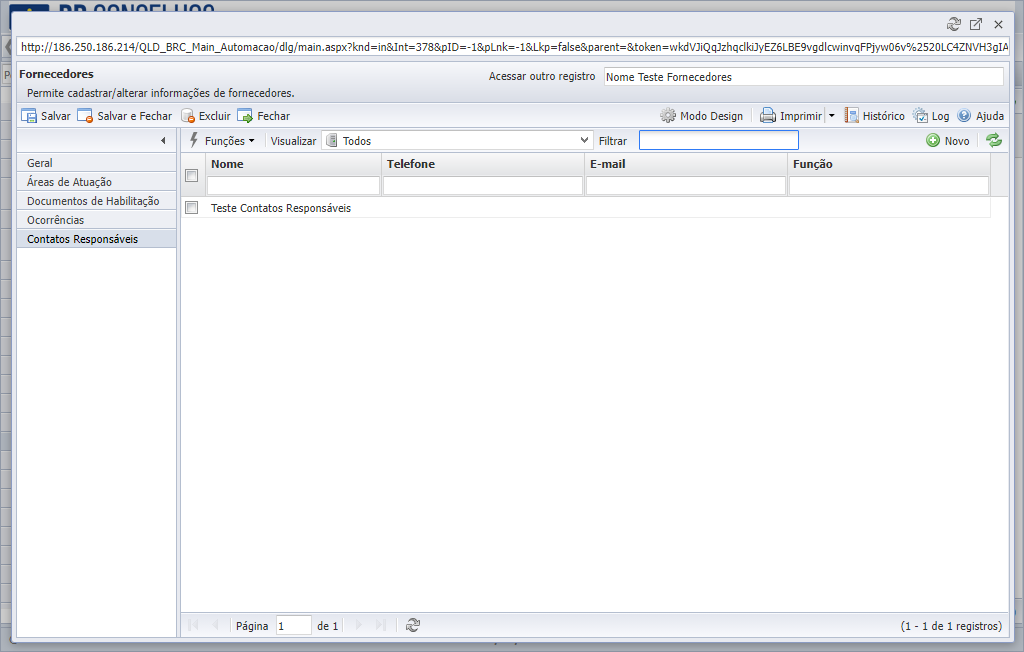 http://186.250.186.214/QLD_BRC_Main_Automacao/dlg/main.aspx?knd=in&Int=378&pID=-1&pLnk=-1&Lkp=false&parent=&token=wkdVJiQqJzhqclkiJyEZ6LBE9vgdlcwinvqFPjyw06v%2520LC4ZNVH3gIA
Fornecedores
Acessar outro registro Nome Teste Fornecedores
Permite cadastrar/alterar informações de fornecedores.
Salvar Salvar e Fechar Excluir Fechar Modo Design Imprimir Histórico Log Ajuda
Funções Visualizar Todos Filtrar Novo
Geral
Áreas de Atuação
Documentos de Habilitação
Ocorrências
Contatos Responsáveis
Nome Telefone E-mail Função
Teste Contatos Responsáveis
Página 1 de 1 (1 - 1 de 1 registros)